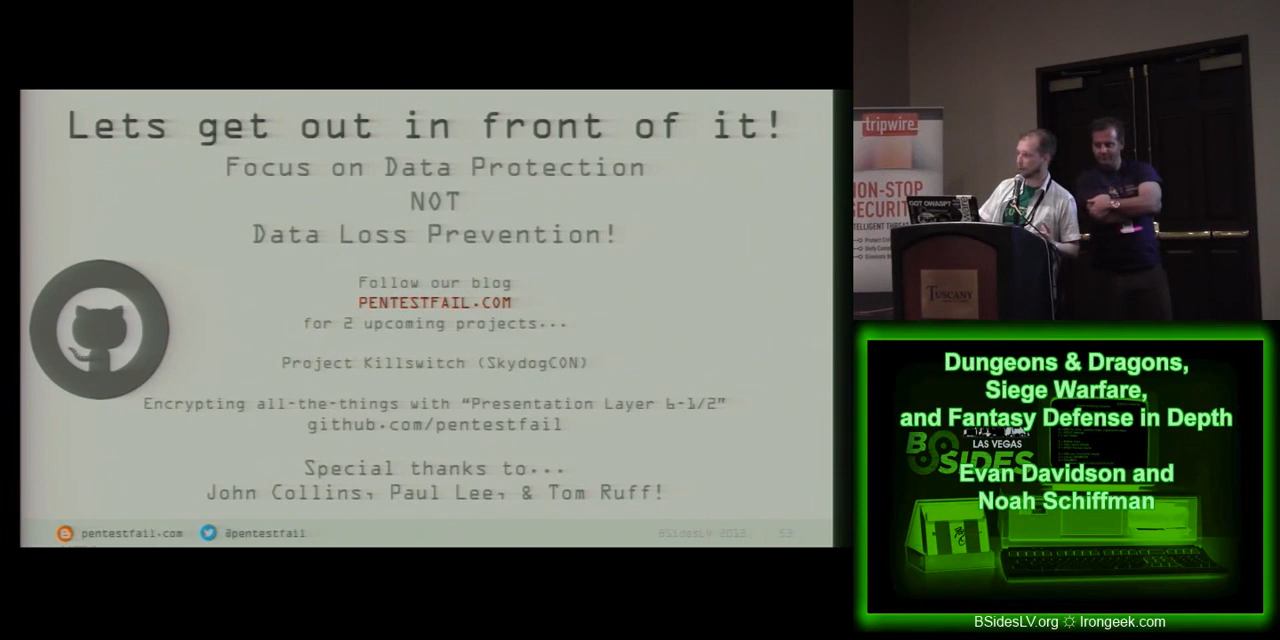 Lets get out in front of it!
Focus on Data Protection
NOT
Data Loss Prevention!
Follow our blog
PENTESTFAIL.COM
for 2 upcoming projects...
Project Killswitch (SkydogCON)
Encrypting all-the-things with “Presentation Layer 6-1/2”
github.com/pentestfail
Special thanks to...
John Collins, Paul Lee, & Tom Ruff!
pentestfail.com
@pentestfail
BSidesLV 2013
53
tripwire
NON-STOP
SECURITY
GOT OWASP?
TUSCANY
Dungeons & Dragons,
Siege Warfare,
and Fantasy Defense in Depth
LAS VEGAS
BSIDES
Evan Davidson and
Noah Schiffman
BSidesLV.org ☼ Irongeek.com